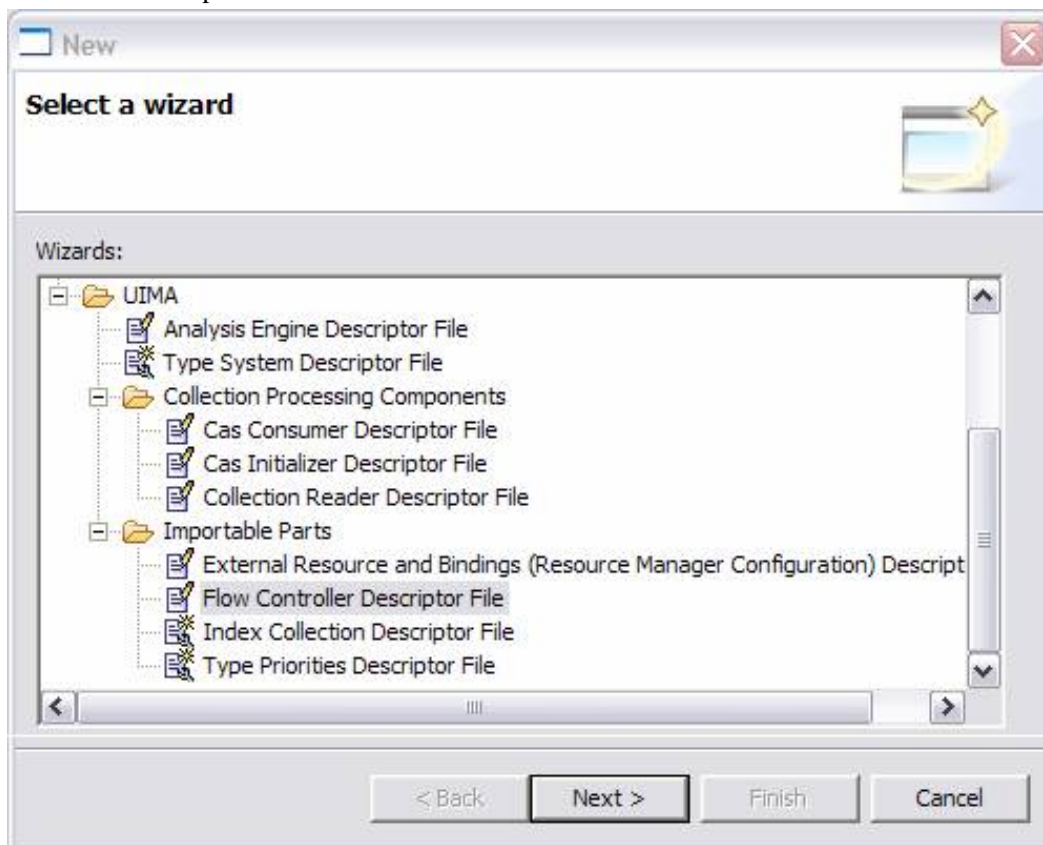 New
Select a wizard
Wizards:
UIMA
Analysis Engine Descriptor File
Type System Descriptor File
Collection Processing Components
Cas Consumer Descriptor File
Cas Initializer Descriptor File
Collection Reader Descriptor File
Importable Parts
External Resource and Bindings (Resource Manager Configuration) Descript
Flow Controller Descriptor File
Index Collection Descriptor File
Type Priorities Descriptor File
< Back Next > Finish Cancel